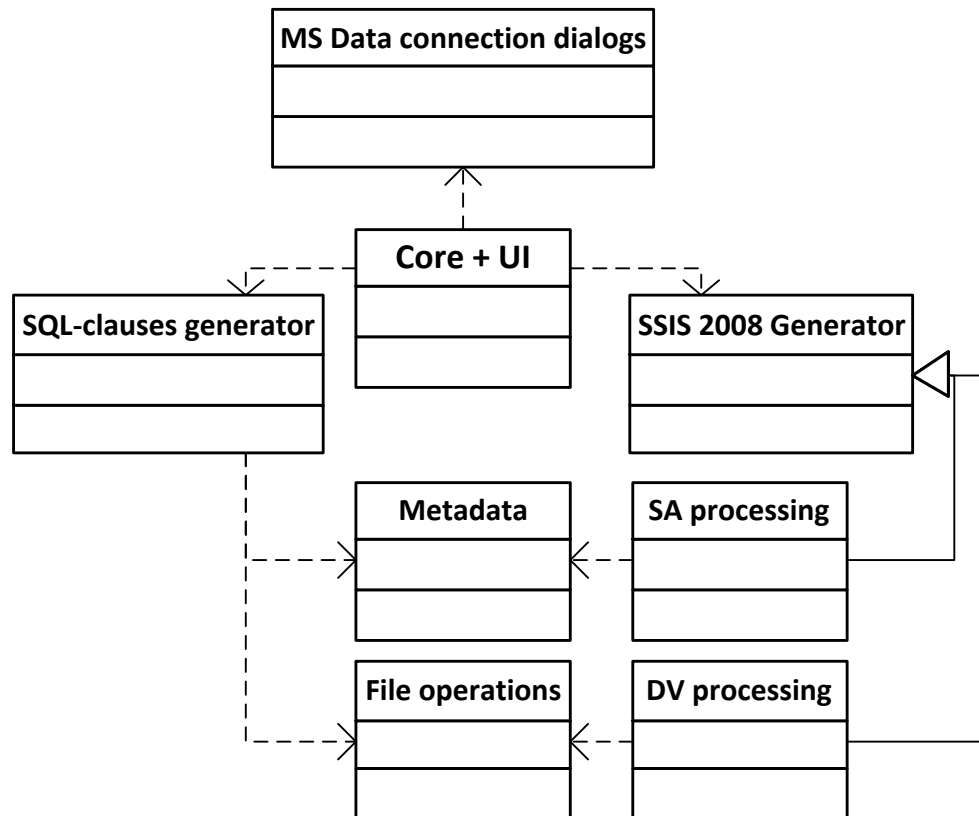 MS Data connection dialogs
Core + UI
SQL-clauses generator
SSIS 2008 Generator
Metadata
SA processing
File operations
DV processing